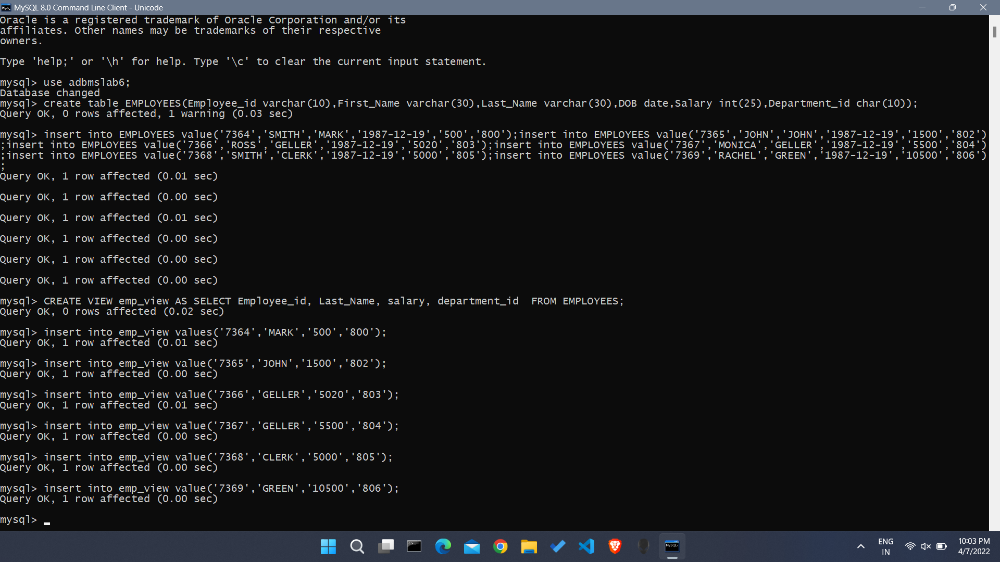 MySQL 8.0 Command Line Client - Unicode
Oracle is a registered trademark of Oracle Corporation and/or its
affiliates. Other names may be trademarks of their respective
owners.
Type 'help;' or '\h' for help. Type '\c' to clear the current input statement.
mysql> use adbmslab6;
Database changed
mysql> create table EMPLOYEES(Employee_id varchar(10),First_Name varchar(30),Last_Name varchar(30),DOB date,Salary int(25),Department_id char(10));
Query OK, 0 rows affected, 1 warning (0.03 sec)
mysql> insert into EMPLOYEES value('7364','SMITH','MARK','1987-12-19','500','800');insert into EMPLOYEES value('7365','JOHN','JOHN','1987-12-19','1500','802')
;insert into EMPLOYEES value('7366','ROSS','GELLER','1987-12-19','5020','803');insert into EMPLOYEES value('7367','MONICA','GELLER','1987-12-19','5500','804')
;insert into EMPLOYEES value('7368','SMITH','CLERK','1987-12-19','5000','805');insert into EMPLOYEES value('7369','RACHEL','GREEN','1987-12-19','10500','806')
;
Query OK, 1 row affected (0.01 sec)
Query OK, 1 row affected (0.00 sec)
Query OK, 1 row affected (0.01 sec)
Query OK, 1 row affected (0.00 sec)
Query OK, 1 row affected (0.00 sec)
Query OK, 1 row affected (0.00 sec)
mysql> CREATE VIEW emp_view AS SELECT Employee_id, Last_Name, salary, department_id  FROM EMPLOYEES;
Query OK, 0 rows affected (0.02 sec)
mysql> insert into emp_view values('7364','MARK','500','800');
Query OK, 1 row affected (0.01 sec)
mysql> insert into emp_view value('7365','JOHN','1500','802');
Query OK, 1 row affected (0.00 sec)
mysql> insert into emp_view value('7366','GELLER','5020','803');
Query OK, 1 row affected (0.01 sec)
mysql> insert into emp_view value('7367','GELLER','5500','804');
Query OK, 1 row affected (0.00 sec)
mysql> insert into emp_view value('7368','CLERK','5000','805');
Query OK, 1 row affected (0.00 sec)
mysql> insert into emp_view value('7369','GREEN','10500','806');
Query OK, 1 row affected (0.00 sec)
mysql> _
ENG
IN
10:03 PM
4/7/2022